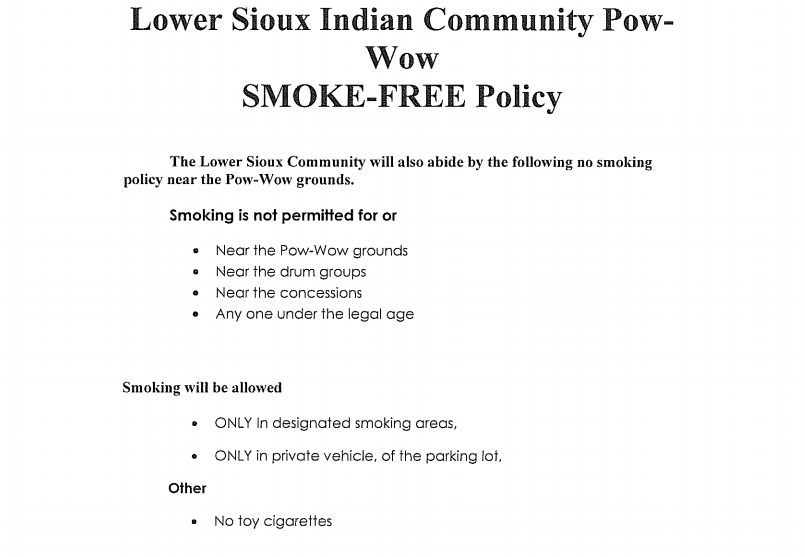 Lower Sioux Indian Community Pow-
Wow
SMOKE-FREE Policy
The Lower Sioux Community will also abide by the following no smoking
policy near the Pow-Wow grounds.
Smoking is not permitted for or
• Near the Pow-Wow grounds
• Near the drum groups
• Near the concessions
• Any one under the legal age
Smoking will be allowed
• ONLY In designated smoking areas,
• ONLY in private vehicle, of the parking lot,
Other
• No toy cigarettes